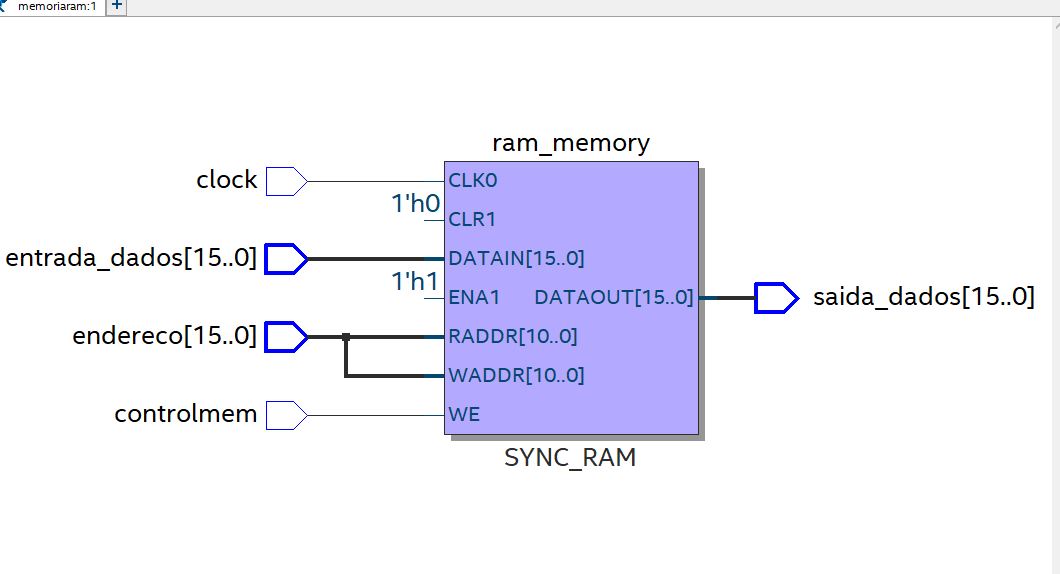 memoriaram:1
+
ram_memory
clock
CLK0
1'h0
CLR1
entrada_dados[15..0]
DATAIN[15..0]
1'h1
ENA1
DATAOUT[15..0]
saida_dados[15..0]
endereco[15..0]
RADDR[10..0]
WADDR[10..0]
controlmem
WE
SYNC_RAM